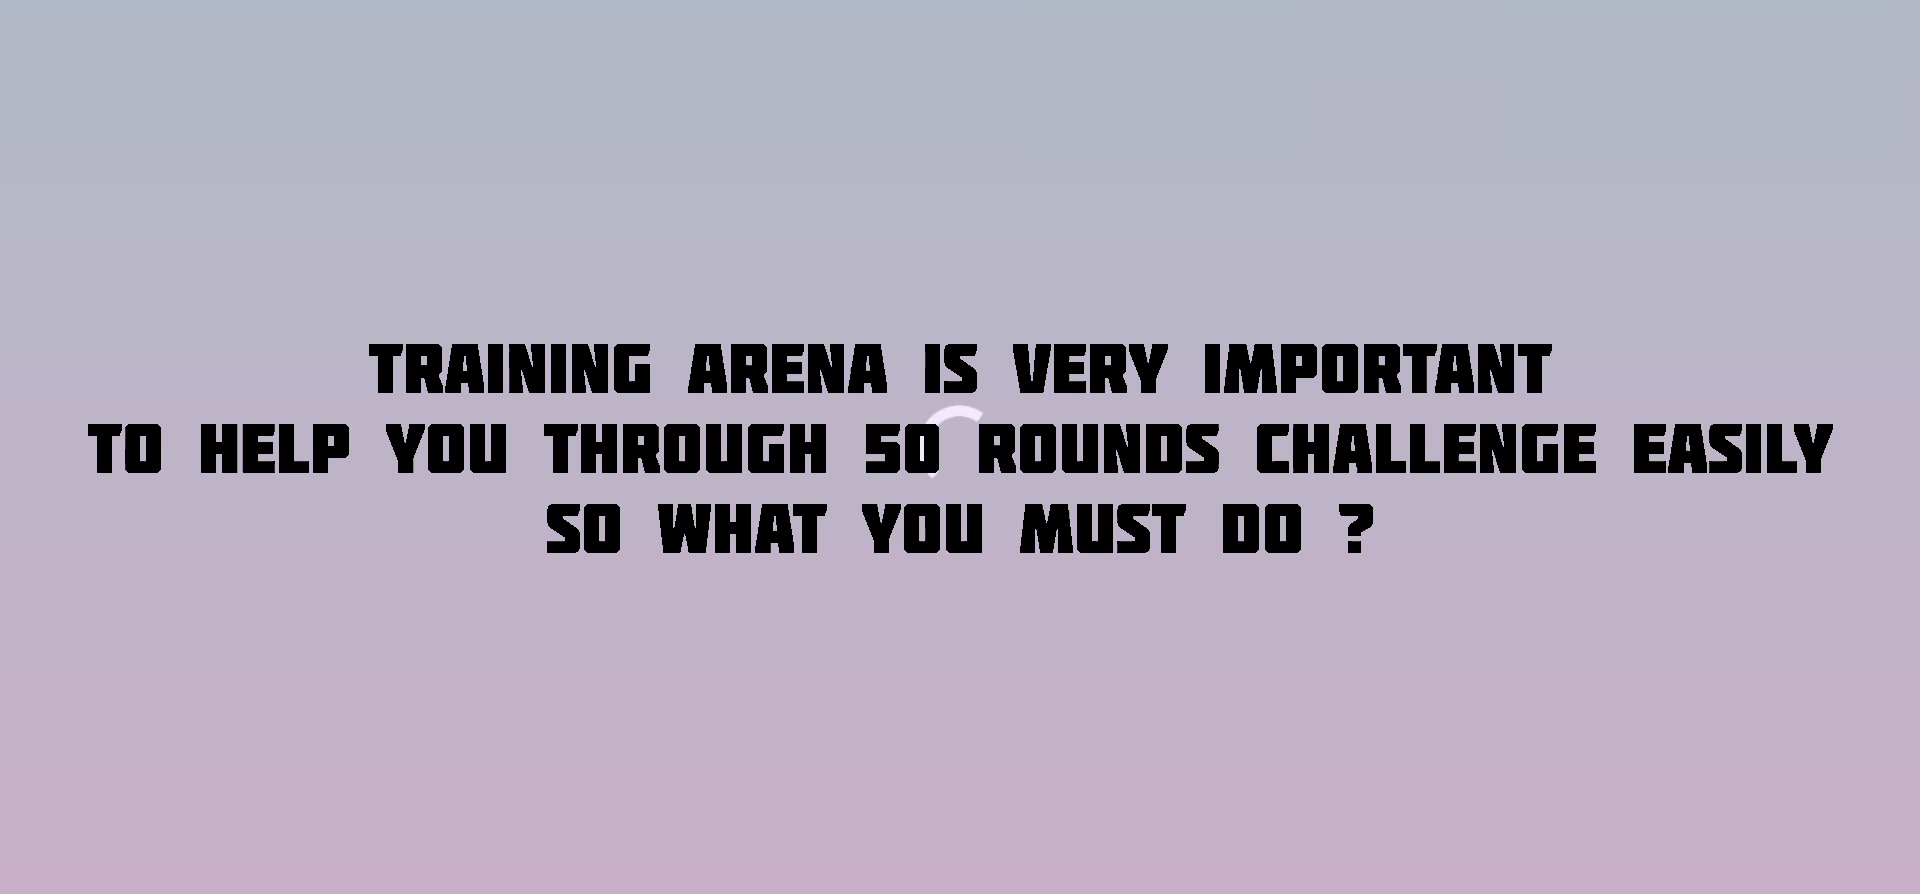 TRAINING ARENA IS VERY IMPORTANT
TO HELP YOU THROUGH 50 ROUNDS CHALLENGE EASILY
SO WHAT YOU MUST DO ?